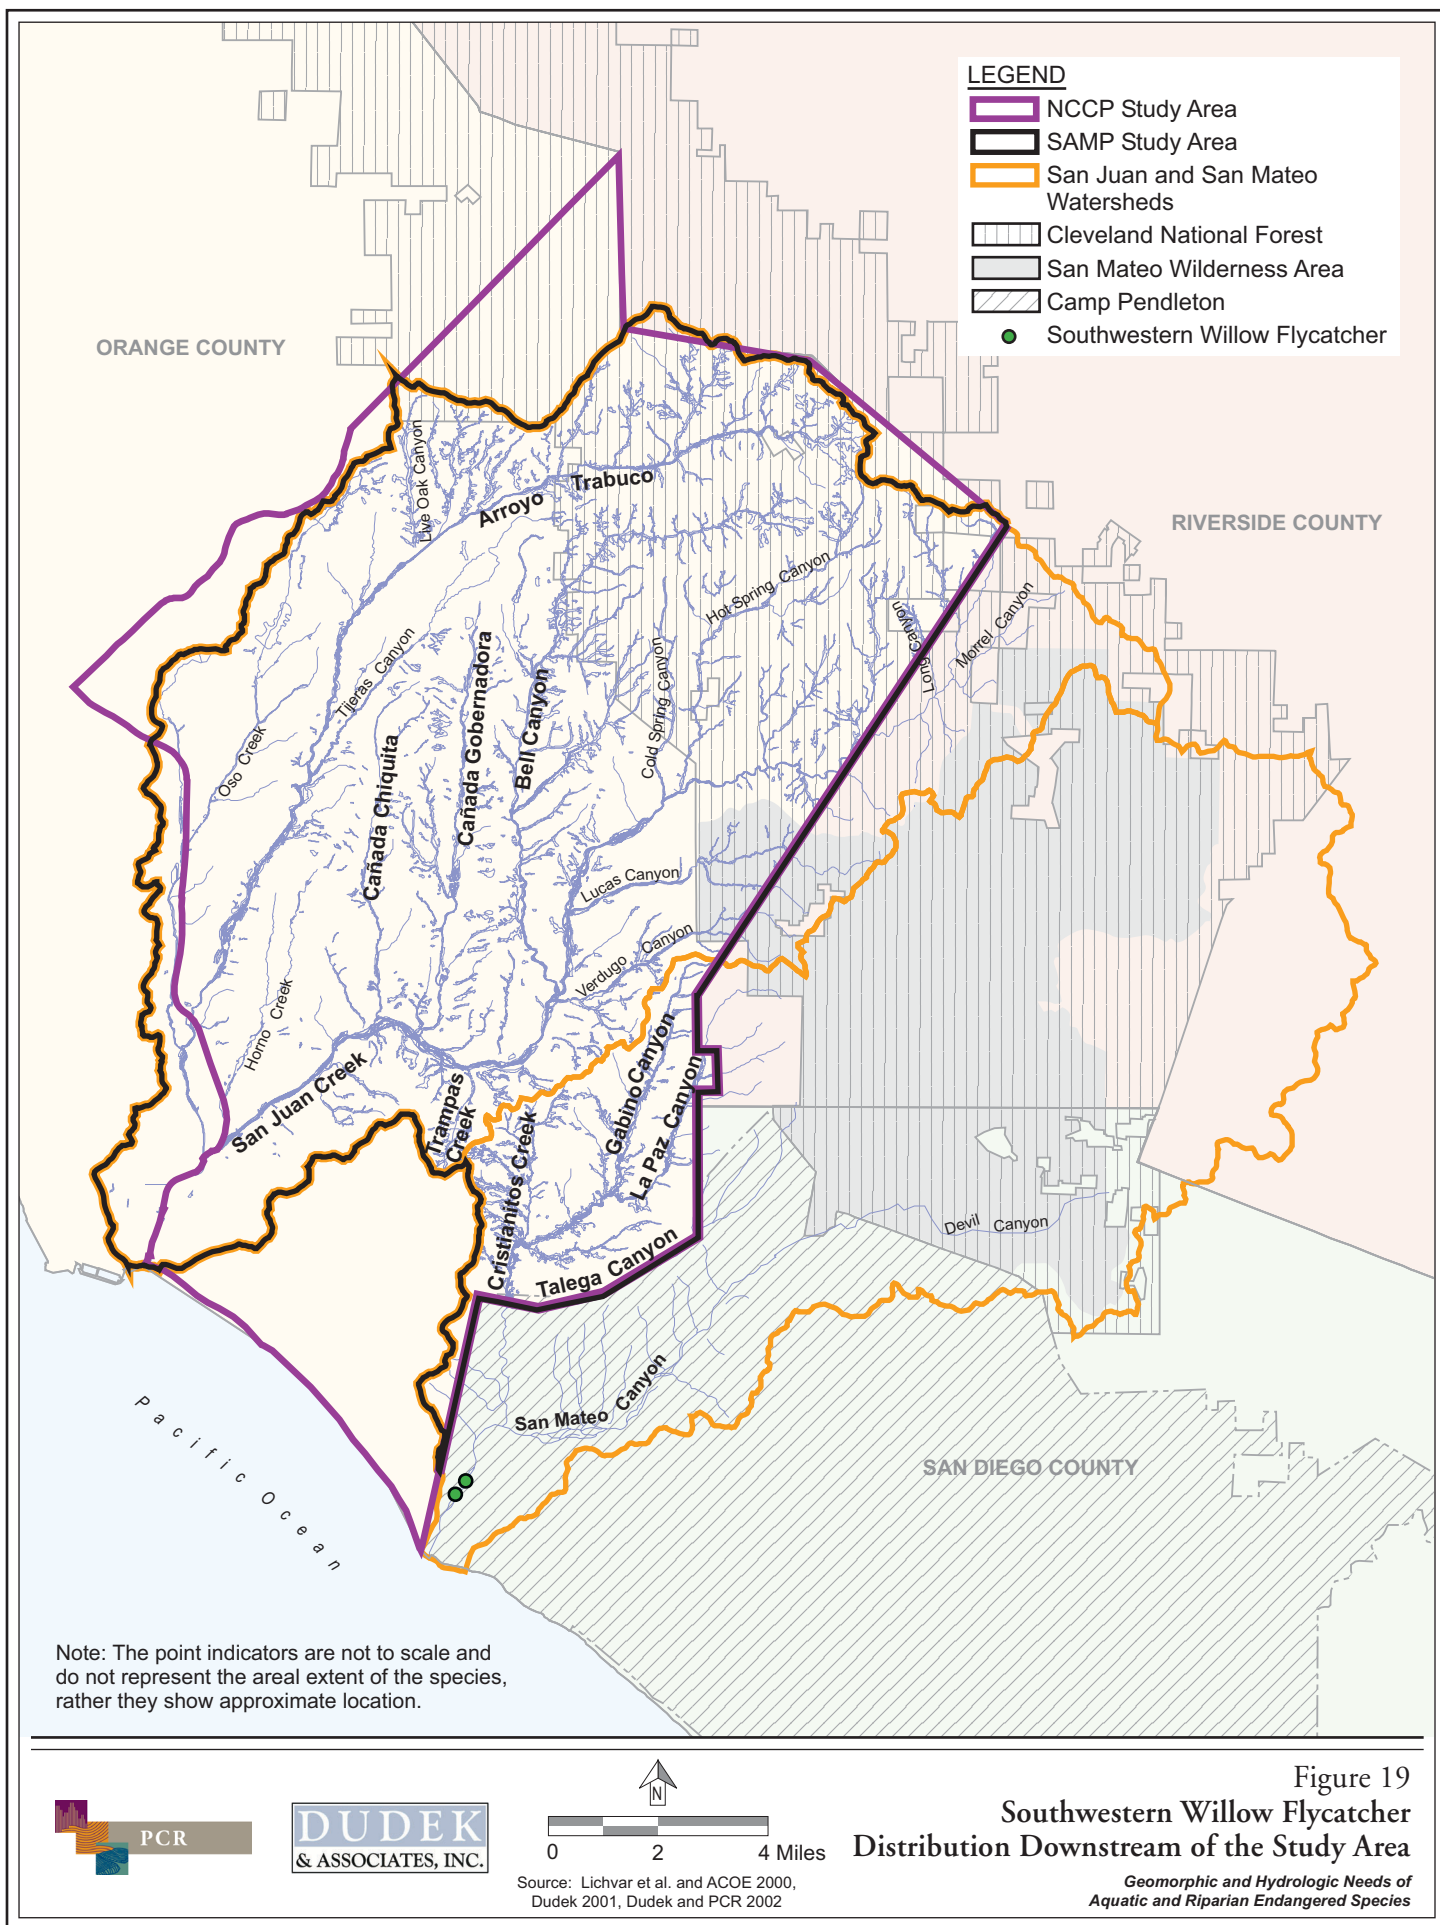 LEGEND
NCCP Study Area
SAMP Study Area
San Juan and San Mateo
Watersheds
Cleveland National Forest
San Mateo Wilderness Area
Camp Pendleton
Southwestern Willow Flycatcher
ORANGE COUNTY
RIVERSIDE COUNTY
Live Oak Canyon
Arroyo Trabuco
Hot Spring Canyon
Long Canyon
Morrel Canyon
Tijeras Canyon
Cañada Gobernadora
Bell Canyon
Cold Spring Canyon
Oso Creek
Cañada Chiquita
Lucas Canyon
Verdugo Canyon
Horno Creek
San Juan Creek
Trampas
Creek
Gabino Canyon
La Paz Canyon
Cristianitos Creek
Talega Canyon
Devil Canyon
San Mateo Canyon
SAN DIEGO COUNTY
Pacific Ocean
Note: The point indicators are not to scale and
do not represent the areal extent of the species,
rather they show approximate location.
PCR
DUDEK
& ASSOCIATES, INC.
N
0 2 4 Miles
Source: Lichvar et al. and ACOE 2000,
Dudek 2001, Dudek and PCR 2002
Figure 19
Southwestern Willow Flycatcher
Distribution Downstream of the Study Area
Geomorphic and Hydrologic Needs of
Aquatic and Riparian Endangered Species